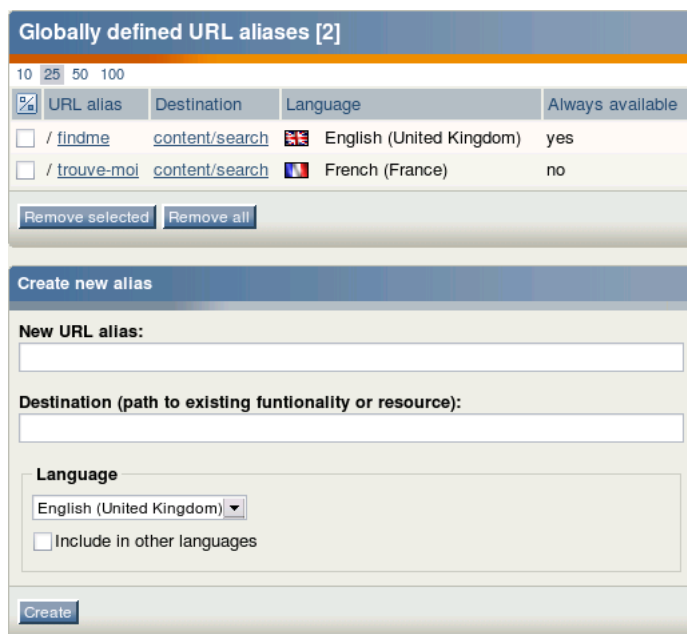 Globally defined URL aliases [2]
10 25 50 100
URL alias Destination Language Always available
/ findme content/search English (United Kingdom) yes
/ trouve-moi content/search French (France) no
Remove selected Remove all
Create new alias
New URL alias:
Destination (path to existing funtionality or resource):
Language
English (United Kingdom)
Include in other languages
Create